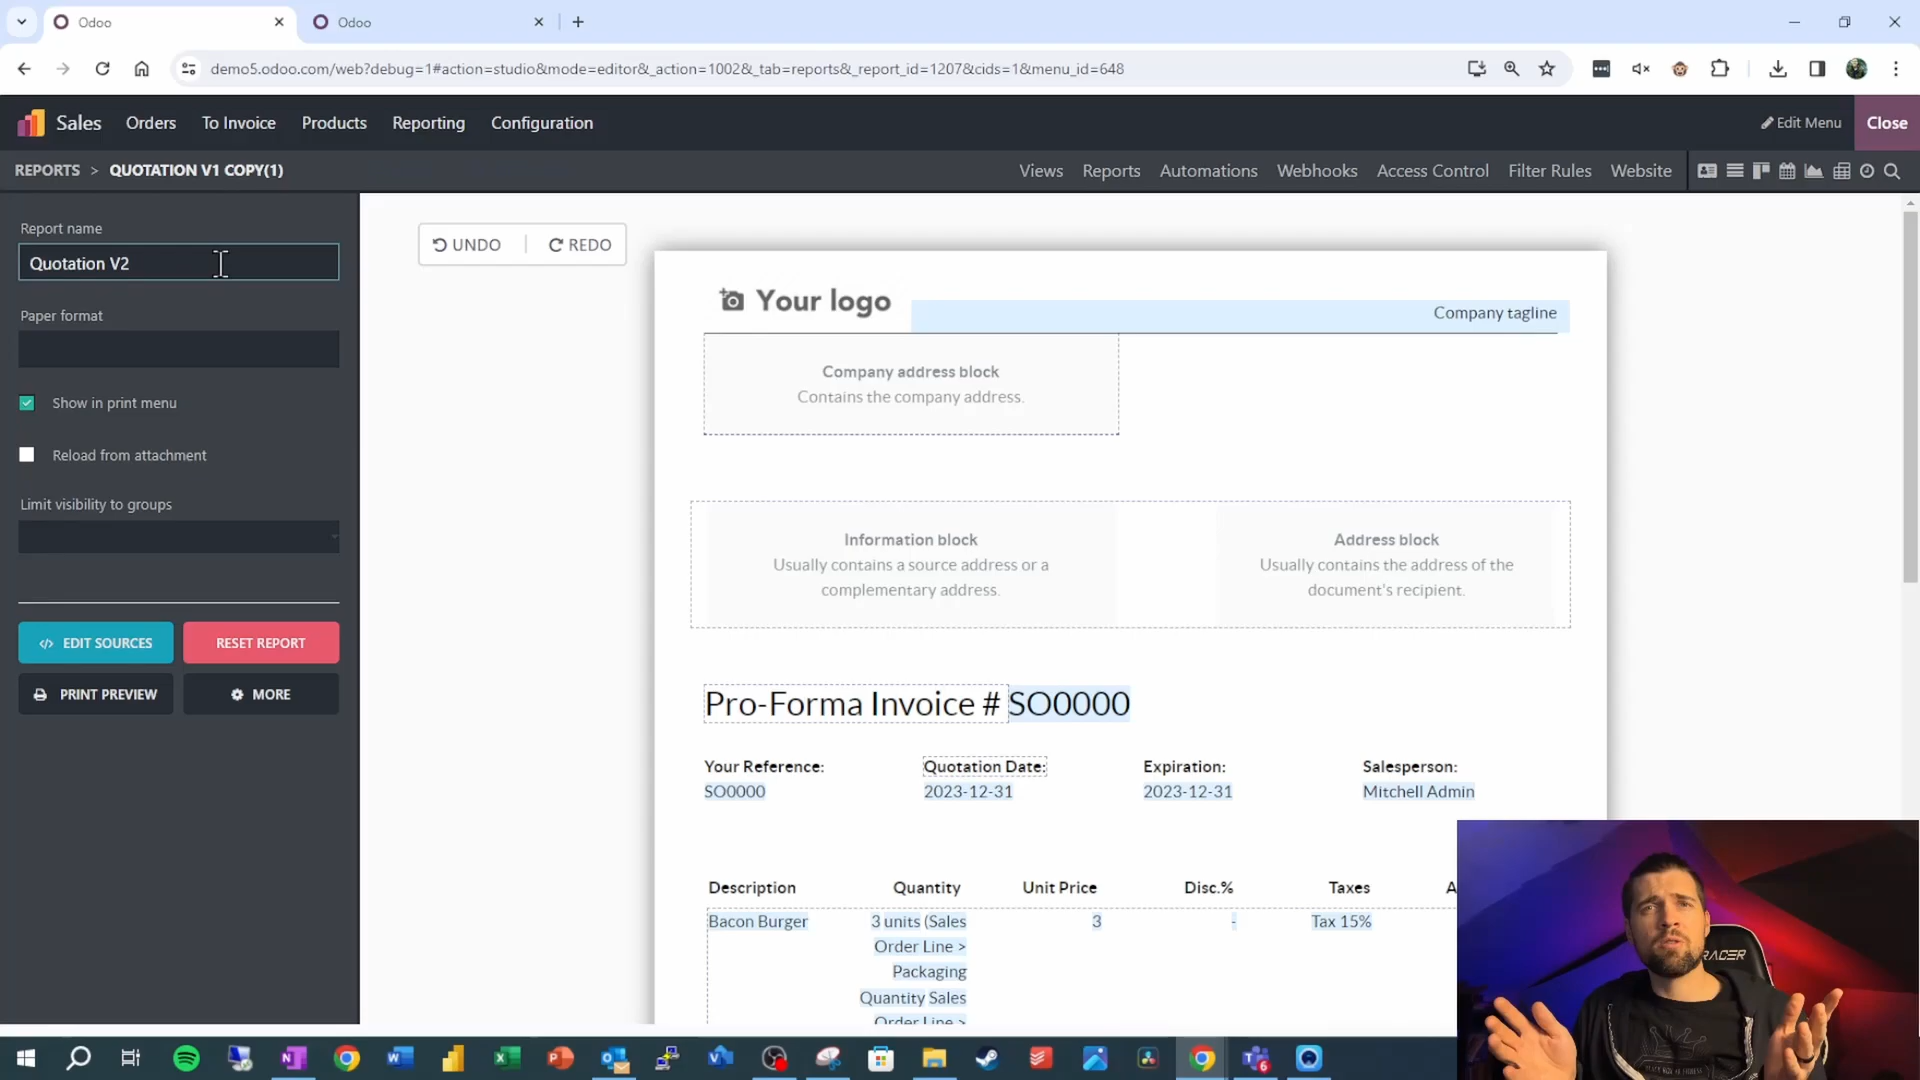 Odoo
Odoo
demo5.odoo.com/web?debug=1#action=studio&mode=editor&_action=1002&_tab=reports&_report_id=1207&cids=1&menu_id=648
Sales Orders To Invoice Products Reporting Configuration
Edit Menu Close
REPORTS > QUOTATION V1 COPY(1)
Views Reports Automations Webhooks Access Control Filter Rules Website
Report name
Quotation V2
Paper format
Show in print menu
Reload from attachment
Limit visibility to groups
EDIT SOURCES RESET REPORT
PRINT PREVIEW MORE
UNDO REDO
Your logo
Company tagline
Company address block
Contains the company address.
Information block
Usually contains a source address or a
complementary address.
Address block
Usually contains the address of the
document's recipient.
Pro-Forma Invoice # SO0000
Your Reference: Quotation Date: Expiration: Salesperson:
SO0000 2023-12-31 2023-12-31 Mitchell Admin
Description Quantity Unit Price Disc.% Taxes A
Bacon Burger 3 units (Sales 3 - Tax 15%
Order Line >
Packaging
Quantity Sales
Order Line >
RACER